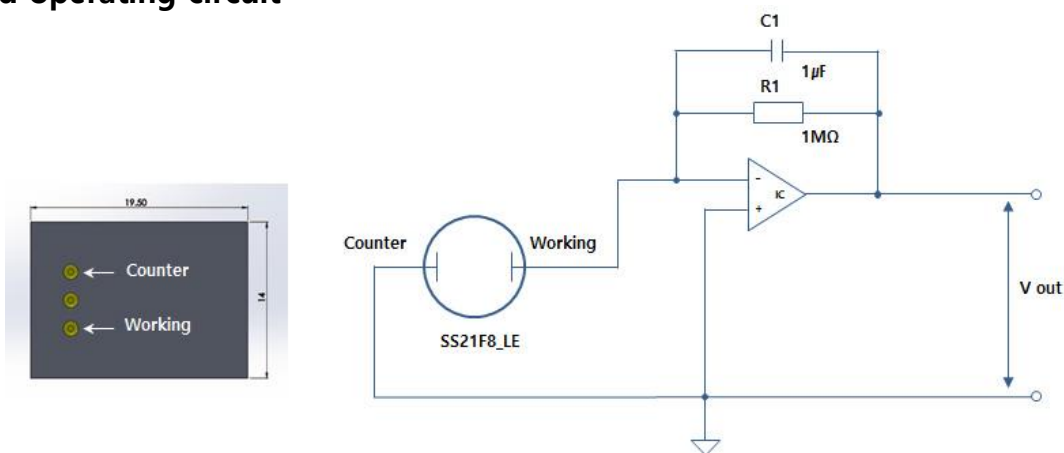 Operating Circuit
C1
1µF
R1
1MΩ
-
IC
+
19.50
14
Counter
Working
Counter
Working
SS21F8_LE
V out